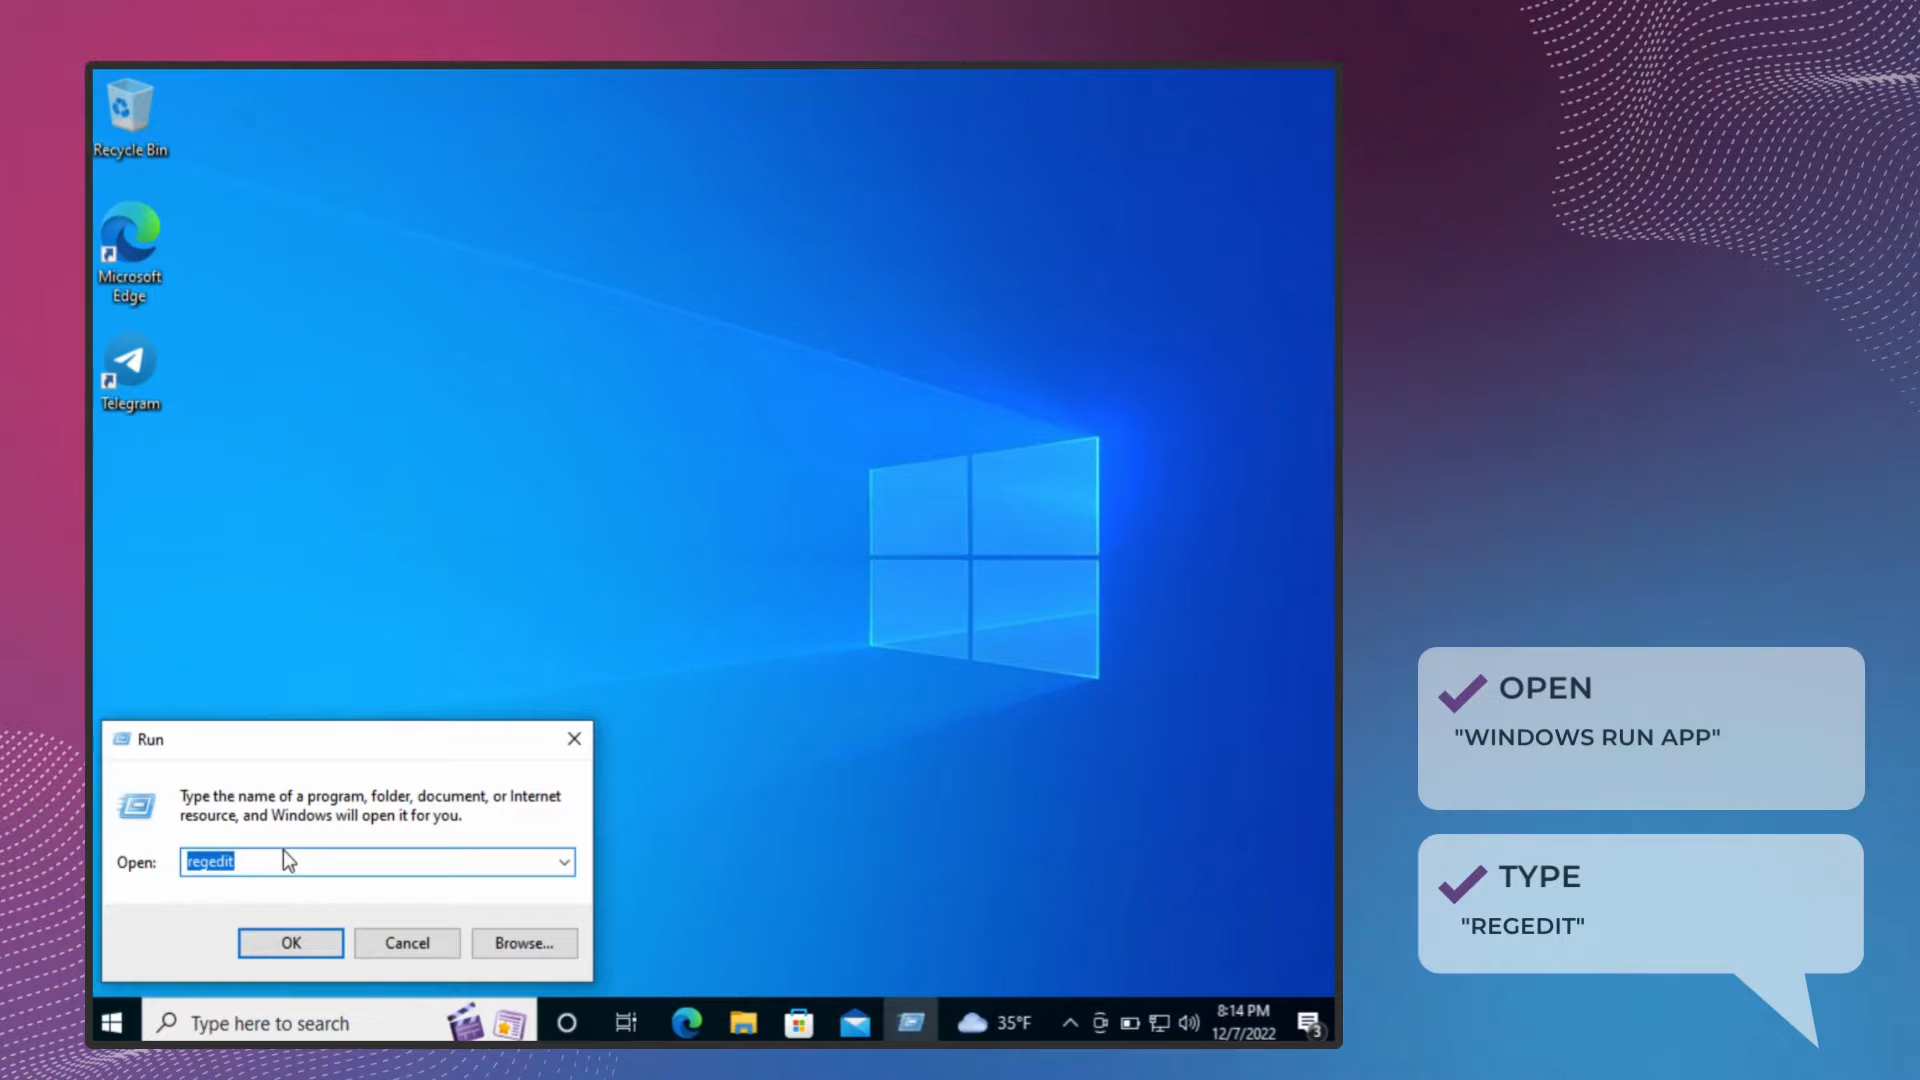 Recycle Bin
Microsoft
Edge
Telegram
Run
Type the name of a program, folder, document, or Internet
resource, and Windows will open it for you.
Open:
regedit
OK
Cancel
Browse...
Type here to search
35°F
8:14 PM
12/7/2022
3
OPEN
"WINDOWS RUN APP"
TYPE
"REGEDIT"